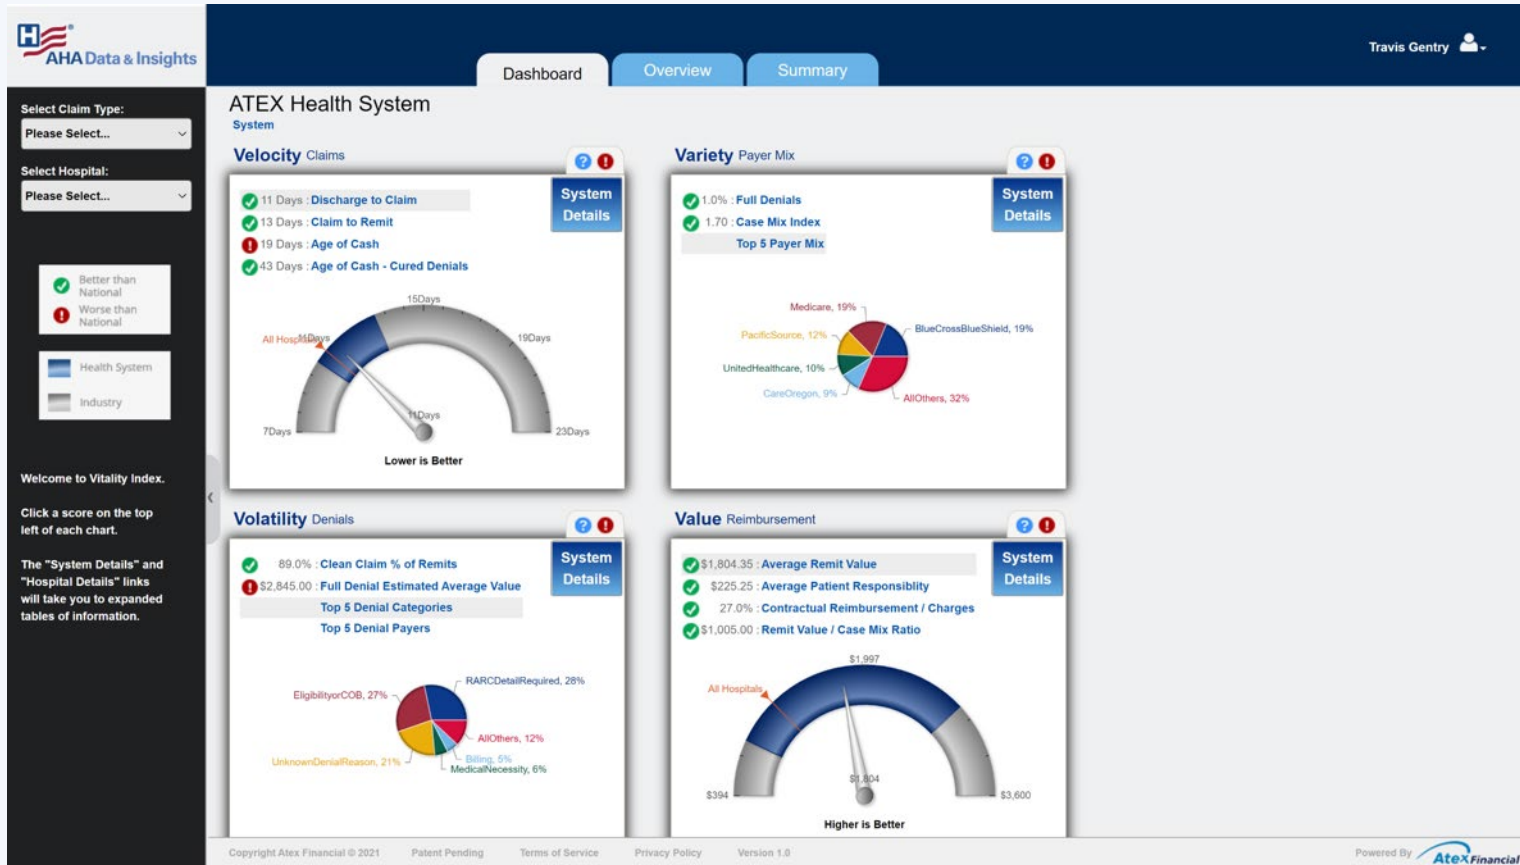 H
AHA Data & Insights
Dashboard
Overview
Summary
Travis Gentry
Select Claim Type:
Please Select...
Select Hospital:
Please Select...
Better than
National
Worse than
National
Health System
Industry
Welcome to Vitality Index.
Click a score on the top
left of each chart.
The "System Details" and
"Hospital Details" links
will take you to expanded
tables of information.
ATEX Health System
System
Velocity Claims
System
Details
11 Days : Discharge to Claim
13 Days : Claim to Remit
19 Days : Age of Cash
43 Days : Age of Cash - Cured Denials
15Days
All Hospitals
11Days
19Days
11Days
7Days
23Days
Lower is Better
Variety Payer Mix
System
Details
1.0% : Full Denials
1.70 : Case Mix Index
Top 5 Payer Mix
Medicare, 19%
BlueCrossBlueShield, 19%
PacificSource, 12%
UnitedHealthcare, 10%
CareOregon, 9%
AllOthers, 32%
Volatility Denials
System
Details
89.0% : Clean Claim % of Remits
$2,845.00 : Full Denial Estimated Average Value
Top 5 Denial Categories
Top 5 Denial Payers
RARCDetailRequired, 28%
EligibilityorCOB, 27%
AllOthers, 12%
Billing, 5%
UnknownDenialReason, 21%
MedicalNecessity, 6%
Value Reimbursement
System
Details
$1,804.35 : Average Remit Value
$225.25 : Average Patient Responsiblity
27.0% : Contractual Reimbursement / Charges
$1,005.00 : Remit Value / Case Mix Ratio
$1,997
All Hospitals
$1,804
$394
$3,600
Higher is Better
Copyright Atex Financial © 2021
Patent Pending
Terms of Service
Privacy Policy
Version 1.0
Powered By
Atex Financial